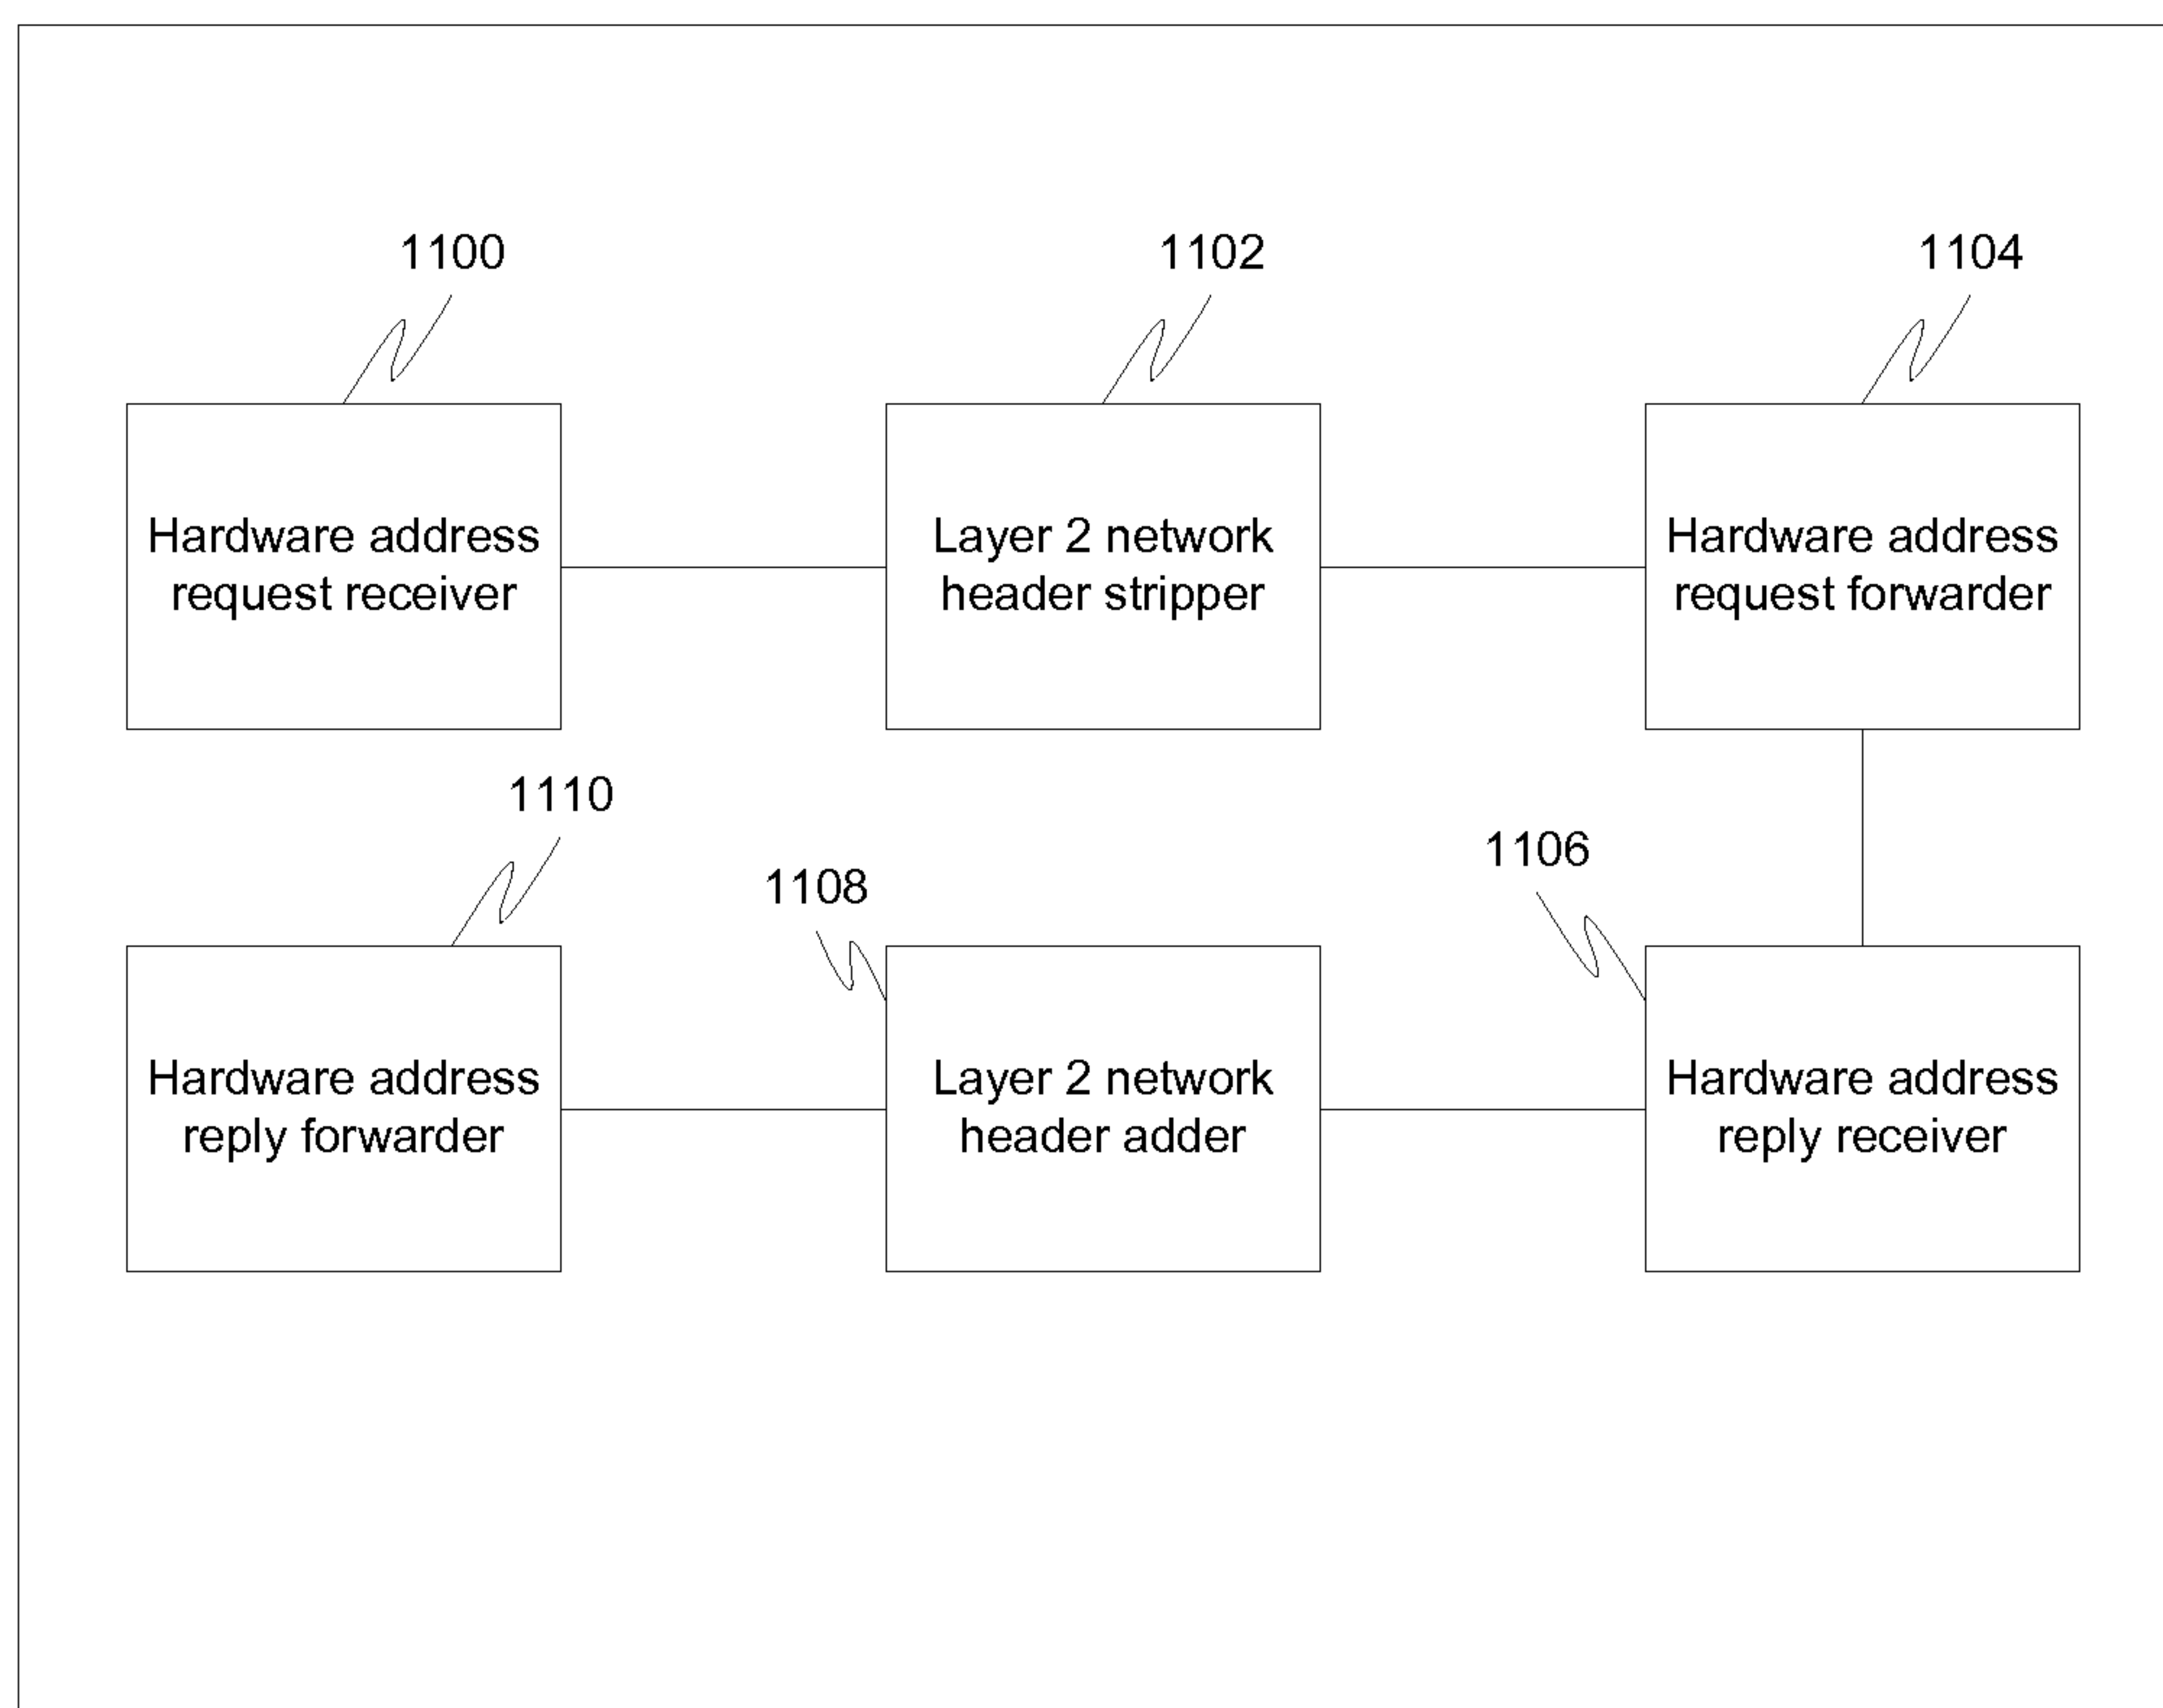 1100
1102
1104
Hardware address
request receiver
Layer 2 network
header stripper
Hardware address
request forwarder
1110
1108
1106
Hardware address
reply forwarder
Layer 2 network
header adder
Hardware address
reply receiver